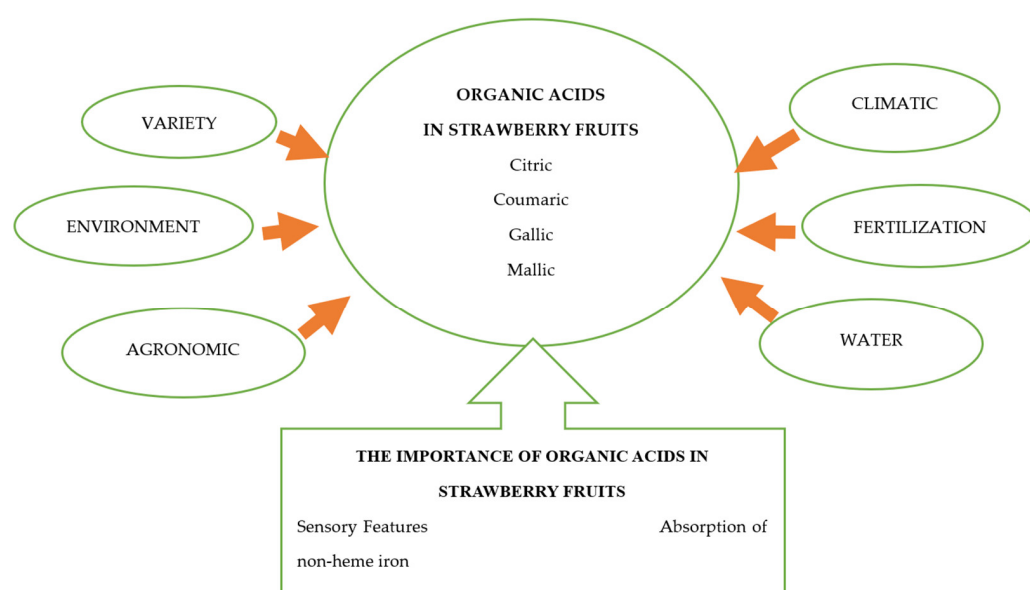 ORGANIC ACIDS
IN STRAWBERRY FRUITS
Citric
Coumaric
Gallic
Mallic
VARIETY
ENVIRONMENT
AGRONOMIC
CLIMATIC
FERTILIZATION
WATER
THE IMPORTANCE OF ORGANIC ACIDS IN
STRAWBERRY FRUITS
Sensory Features Absorption of
non-heme iron